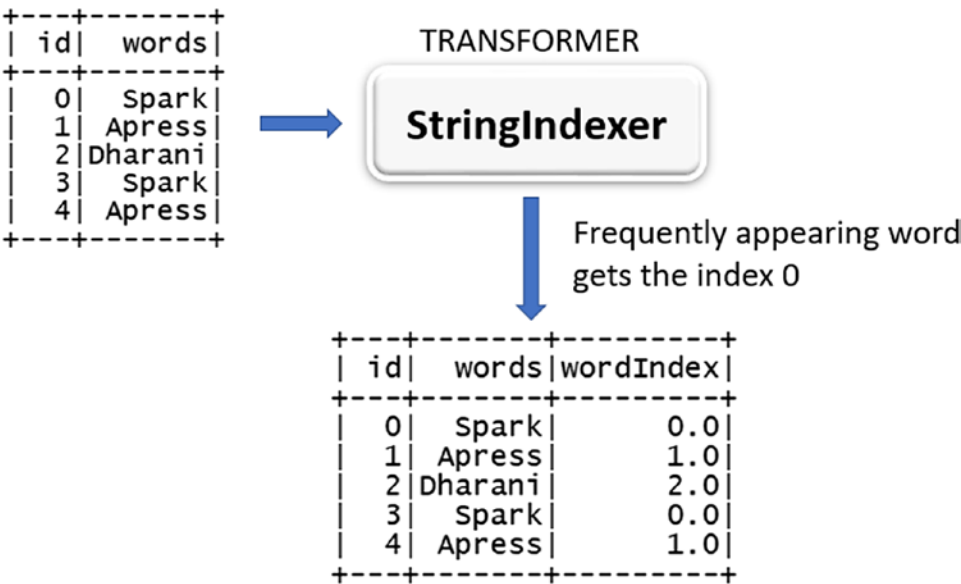 +---+-------+
| id|  words|
+---+-------+
|  0|  Spark|
|  1| Apress|
|  2|Dharani|
|  3|  Spark|
|  4| Apress|
+---+-------+
TRANSFORMER
StringIndexer
Frequently appearing word
gets the index 0
+---+-------+---------+
| id|  words|wordIndex|
+---+-------+---------+
|  0|  Spark|      0.0|
|  1| Apress|      1.0|
|  2|Dharani|      2.0|
|  3|  Spark|      0.0|
|  4| Apress|      1.0|
+---+-------+---------+